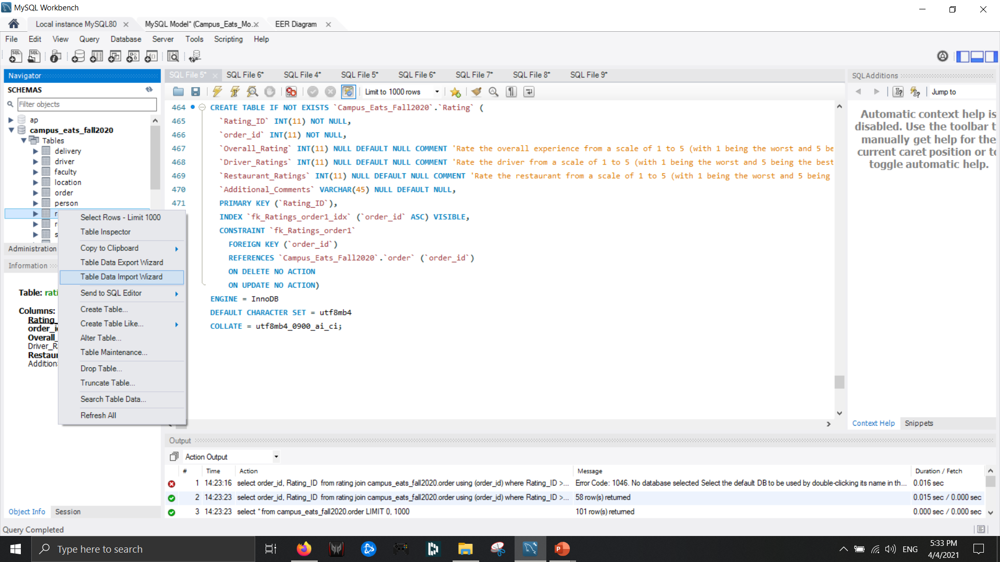 MySQL Workbench
Local instance MySQL80
MySQL Model* (Campus_Eats_Mo...
EER Diagram
File Edit View Query Database Server Tools Scripting Help
Navigator
SCHEMAS
Filter objects
ap
campus_eats_fall2020
Tables
delivery
driver
faculty
location
order
person
r
r
s
Administration
Information
Table: rati
Columns:
Rating_
order_i
Overall_
Driver_R
Restaur
Addition
Object Info Session
Select Rows - Limit 1000
Table Inspector
Copy to Clipboard
Table Data Export Wizard
Table Data Import Wizard
Send to SQL Editor
Create Table...
Create Table Like...
Alter Table...
Table Maintenance...
Drop Table...
Truncate Table...
Search Table Data...
Refresh All
SQL File 5* SQL File 6* SQL File 4* SQL File 5* SQL File 6* SQL File 7* SQL File 8* SQL File 9*
Limit to 1000 rows
464 CREATE TABLE IF NOT EXISTS `Campus_Eats_Fall2020`.`Rating` (
465 `Rating_ID` INT(11) NOT NULL,
466 `order_id` INT(11) NOT NULL,
467 `Overall_Rating` INT(11) NULL DEFAULT NULL COMMENT 'Rate the overall experience from a scale of 1 to 5 (with 1 being the worst and 5 be
468 `Driver_Ratings` INT(11) NULL DEFAULT NULL COMMENT 'Rate the driver from a scale of 1 to 5 (with 1 being the worst and 5 being the best
469 `Restaurant_Ratings` INT(11) NULL DEFAULT NULL COMMENT 'Rate the restaurant from a scale of 1 to 5 (with 1 being the worst and 5 being
470 `Additional_Comments` VARCHAR(45) NULL DEFAULT NULL,
471 PRIMARY KEY (`Rating_ID`),
INDEX `fk_Ratings_order1_idx` (`order_id` ASC) VISIBLE,
CONSTRAINT `fk_Ratings_order1`
FOREIGN KEY (`order_id`)
REFERENCES `Campus_Eats_Fall2020`.`order` (`order_id`)
ON DELETE NO ACTION
ON UPDATE NO ACTION)
ENGINE = InnoDB
DEFAULT CHARACTER SET = utf8mb4
COLLATE = utf8mb4_0900_ai_ci;
SQLAdditions
Jump to
Automatic context help is
disabled. Use the toolbar t
manually get help for the
current caret position or to
toggle automatic help.
Context Help Snippets
Output
Action Output
# Time Action Message Duration / Fetch
1 14:23:16 select order_id, Rating_ID from rating join campus_eats_fall2020.order using (order_id) where Rating_ID >... Error Code: 1046. No database selected Select the default DB to be used by double-clicking its name in th... 0.016 sec
2 14:23:23 select order_id, Rating_ID from rating join campus_eats_fall2020.order using (order_id) where Rating_ID >... 58 row(s) returned 0.015 sec / 0.000 sec
3 14:23:23 select * from campus_eats_fall2020.order LIMIT 0, 1000 101 row(s) returned 0.000 sec / 0.000 sec
Query Completed
Type here to search
ENG
5:33 PM
4/4/2021